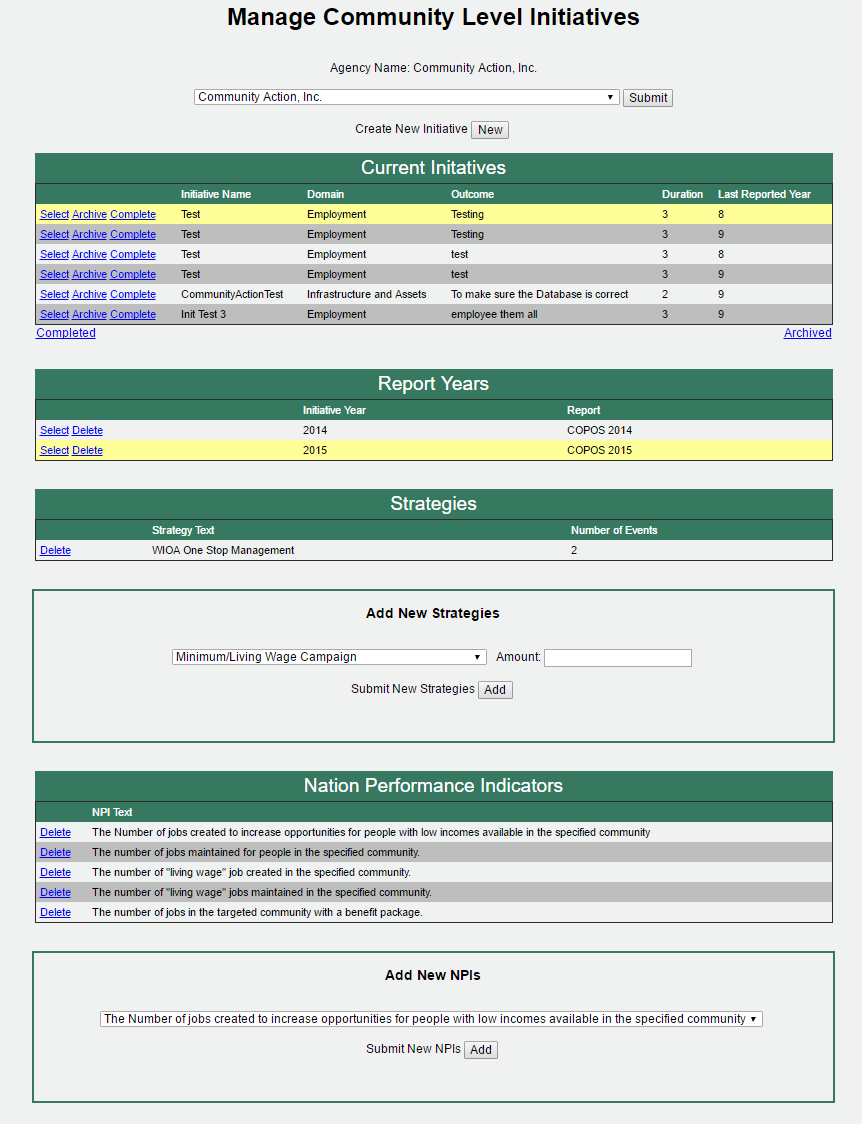 Manage Community Level Initiatives
Agency Name: Community Action, Inc.
Community Action, Inc. Submit
Create New Initiative New
Current Initatives
Initiative Name Domain Outcome Duration Last Reported Year
Select Archive Complete Test Employment Testing 3 8
Select Archive Complete Test Employment Testing 3 9
Select Archive Complete Test Employment test 3 8
Select Archive Complete Test Employment test 3 9
Select Archive Complete CommunityActionTest Infrastructure and Assets To make sure the Database is correct 2 9
Select Archive Complete Init Test 3 Employment employee them all 3 9
Completed Archived
Report Years
Initiative Year Report
Select Delete 2014 COPOS 2014
Select Delete 2015 COPOS 2015
Strategies
Strategy Text Number of Events
Delete WIOA One Stop Management 2
Add New Strategies
Minimum/Living Wage Campaign Amount:
Submit New Strategies Add
Nation Performance Indicators
NPI Text
Delete The Number of jobs created to increase opportunities for people with low incomes available in the specified community
Delete The number of jobs maintained for people in the specified community.
Delete The number of "living wage" job created in the specified community.
Delete The number of "living wage" jobs maintained in the specified community.
Delete The number of jobs in the targeted community with a benefit package.
Add New NPIs
The Number of jobs created to increase opportunities for people with low incomes available in the specified community
Submit New NPIs Add